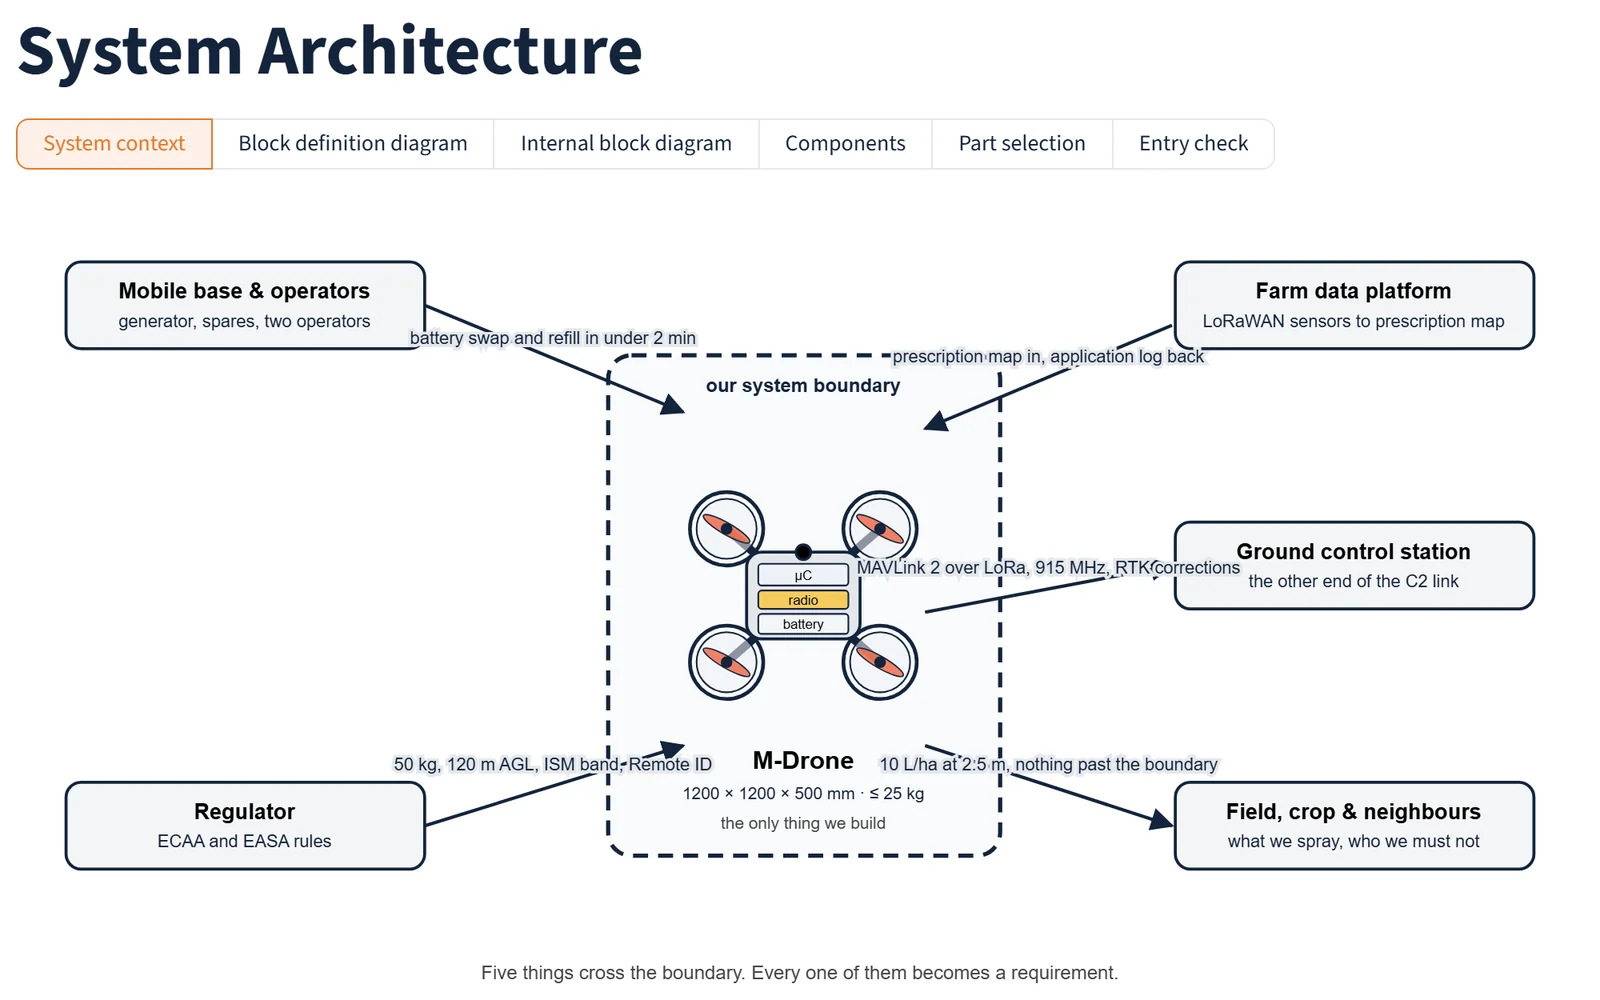 System Architecture
System context
Block definition diagram
Internal block diagram
Components
Part selection
Entry check
Mobile base & operators
generator, spares, two operators
Farm data platform
LoRaWAN sensors to prescription map
battery swap and refill in under 2 min
prescription map in, application log back
our system boundary
Ground control station
the other end of the C2 link
MAVLink 2 over LoRa, 915 MHz, RTK corrections
µC
radio
battery
50 kg, 120 m AGL, ISM band, Remote ID
M-Drone
10 L/ha at 2.5 m, nothing past the boundary
1200 × 1200 × 500 mm · ≤ 25 kg
the only thing we build
Regulator
ECAA and EASA rules
Field, crop & neighbours
what we spray, who we must not
Five things cross the boundary. Every one of them becomes a requirement.